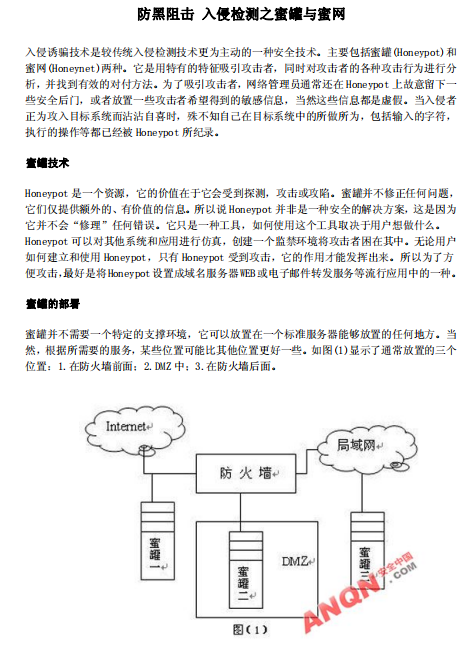 防黑阻击 入侵检测之蜜罐与蜜网
入侵诱骗技术是较传统入侵检测技术更为主动的一种安全技术。主要包括蜜罐(Honeypot)和
蜜网(Honeynet)两种。它是用特有的特征吸引攻击者，同时对攻击者的各种攻击行为进行分
析，并找到有效的对付方法。为了吸引攻击者，网络管理员通常还在Honeypot上故意留下一
些安全后门，或者放置一些攻击者希望得到的敏感信息，当然这些信息都是虚假。当入侵者
正为攻入目标系统而沾沾自喜时，殊不知自己在目标系统中的所做所为，包括输入的字符，
执行的操作等都已经被Honeypot所纪录。
蜜罐技术
Honeypot是一个资源，它的价值在于它会受到探测，攻击或攻陷。蜜罐并不修正任何问题，
它们仅提供额外的、有价值的信息。所以说Honeypot并非是一种安全的解决方案，这是因为
它并不会“修理”任何错误。它只是一种工具，如何使用这个工具取决于用户想做什么。
Honeypot可以对其他系统和应用进行仿真，创建一个监禁环境将攻击者困在其中。无论用户
如何建立和使用Honeypot，只有Honeypot受到攻击，它的作用才能发挥出来。所以为了方
便攻击，最好是将Honeypot设置成域名服务器WEB或电子邮件转发服务等流行应用中的一种。
蜜罐的部署
蜜罐并不需要一个特定的支撑环境，它可以放置在一个标准服务器能够放置的任何地方。当
然，根据所需要的服务，某些位置可能比其他位置更好一些。如图(1)显示了通常放置的三个
位置：1.在防火墙前面；2.DMZ中；3.在防火墙后面。
Internet
局域网
防火墙
蜜罐一
蜜罐二
DMZ
蜜罐三
安全中国
ANQN.COM
图(1)